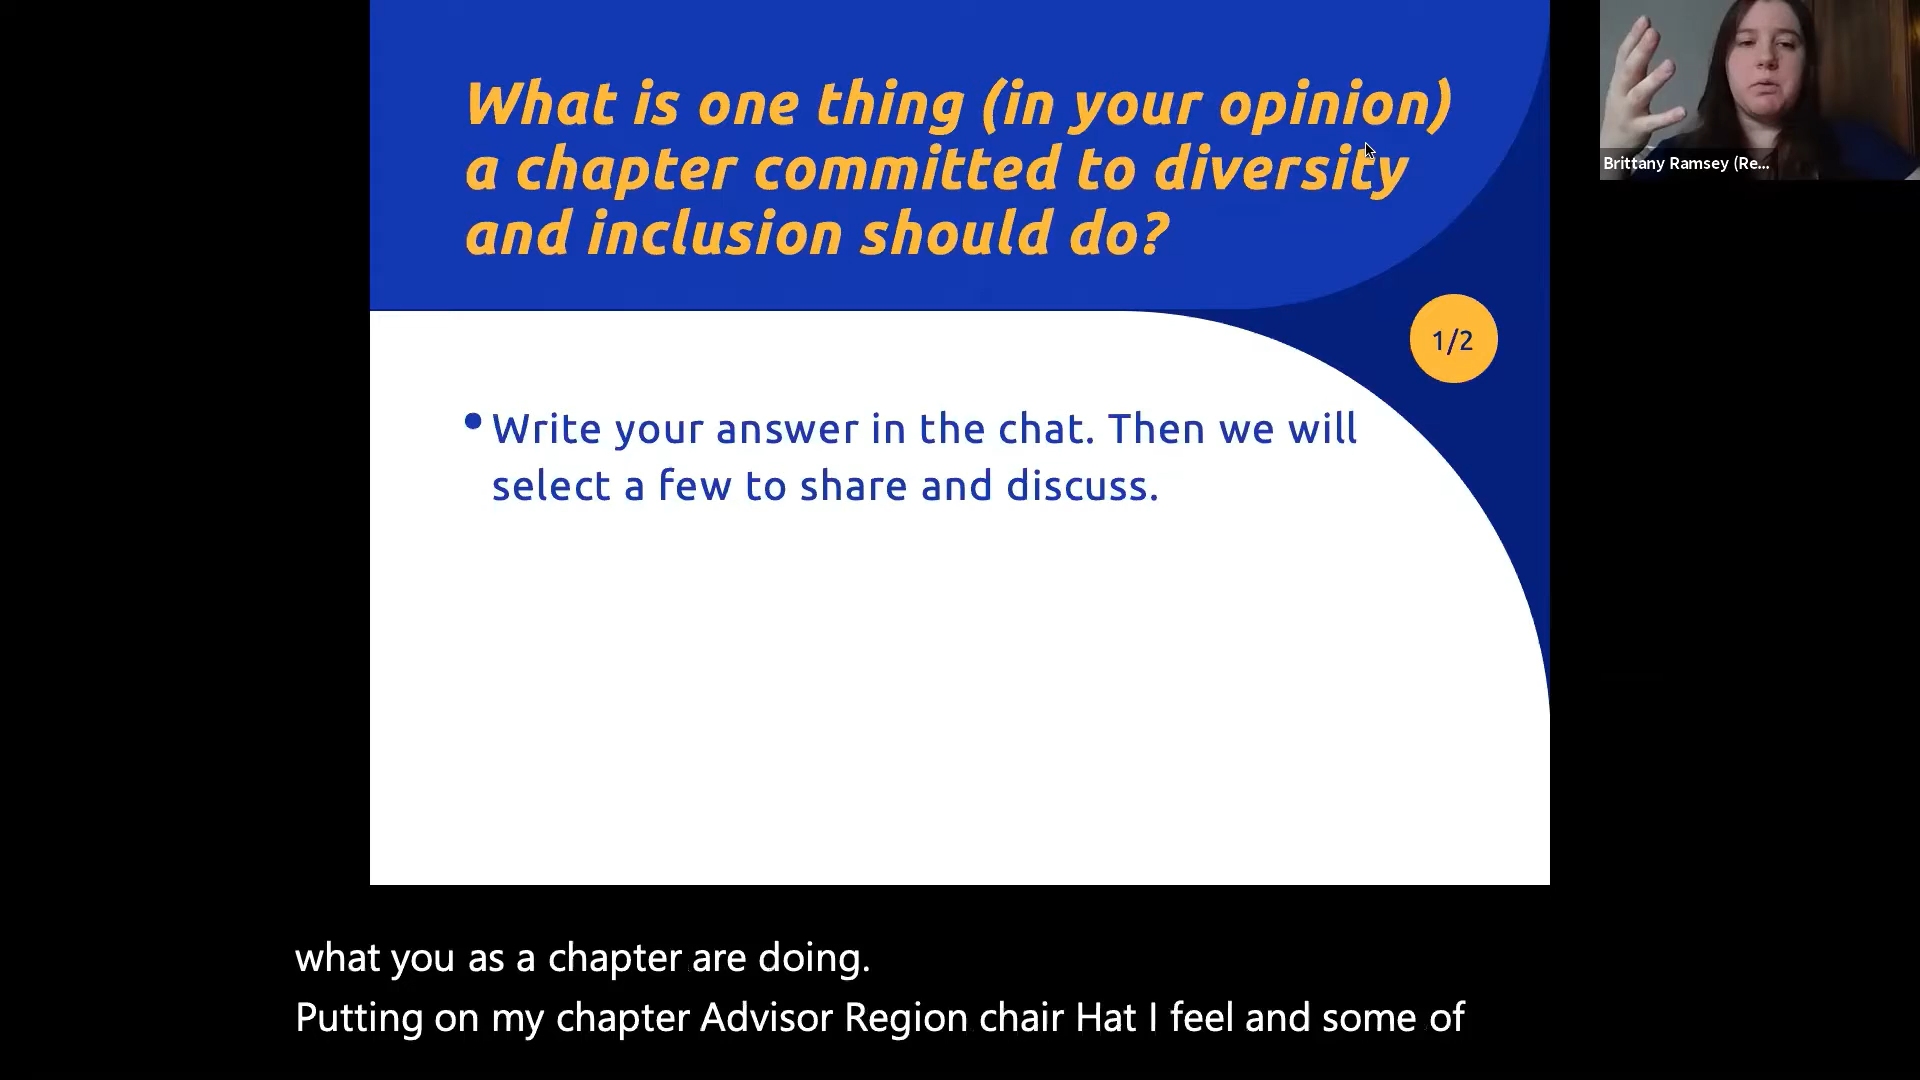 What is one thing (in your opinion)
a chapter committed to diversity
and inclusion should do?
1/2
• Write your answer in the chat. Then we will
select a few to share and discuss.
Brittany Ramsey (Re...
what you as a chapter are doing.
Putting on my chapter Advisor Region chair Hat I feel and some of